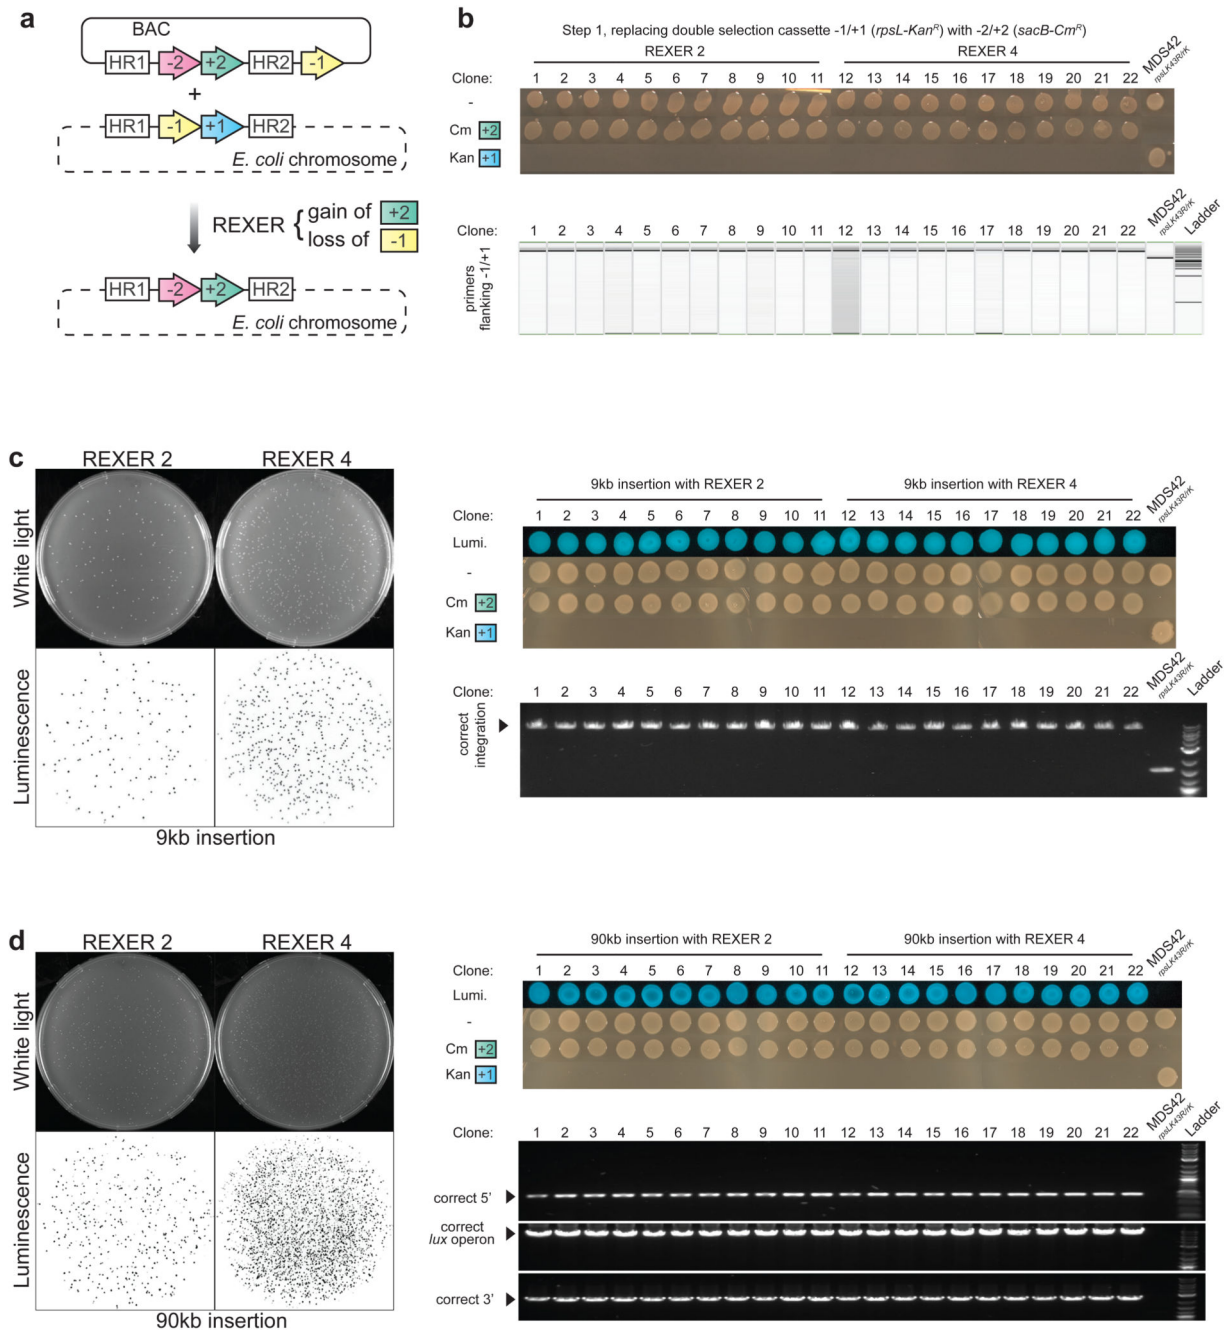 a
BAC
HR1 -2 +2 HR2 -1
+
HR1 -1 +1 HR2
E. coli chromosome
REXER { gain of +2
loss of -1
HR1 -2 +2 HR2
E. coli chromosome
b
Step 1, replacing double selection cassette -1/+1 (rpsL-KanR) with -2/+2 (sacB-CmR)
REXER 2 REXER 4
MDS42 rpsLK43R/rK
Clone: 1 2 3 4 5 6 7 8 9 10 11 12 13 14 15 16 17 18 19 20 21 22
-
Cm +2
Kan +1
MDS42 rpsLK43R/rK Ladder
Clone: 1 2 3 4 5 6 7 8 9 10 11 12 13 14 15 16 17 18 19 20 21 22
primers
flanking -1/+1
c
REXER 2 REXER 4
White light
Luminescence
9kb insertion
9kb insertion with REXER 2 9kb insertion with REXER 4
MDS42 rpsLK43R/rK
Clone: 1 2 3 4 5 6 7 8 9 10 11 12 13 14 15 16 17 18 19 20 21 22
Lumi.
-
Cm +2
Kan +1
MDS42 rpsLK43R/rK Ladder
Clone: 1 2 3 4 5 6 7 8 9 10 11 12 13 14 15 16 17 18 19 20 21 22
correct
integration
d
REXER 2 REXER 4
White light
Luminescence
90kb insertion
90kb insertion with REXER 2 90kb insertion with REXER 4
MDS42 rpsLK43R/rK
Clone: 1 2 3 4 5 6 7 8 9 10 11 12 13 14 15 16 17 18 19 20 21 22
Lumi.
-
Cm +2
Kan +1
MDS42 rpsLK43R/rK Ladder
Clone: 1 2 3 4 5 6 7 8 9 10 11 12 13 14 15 16 17 18 19 20 21 22
correct 5'
correct
lux operon
correct 3'